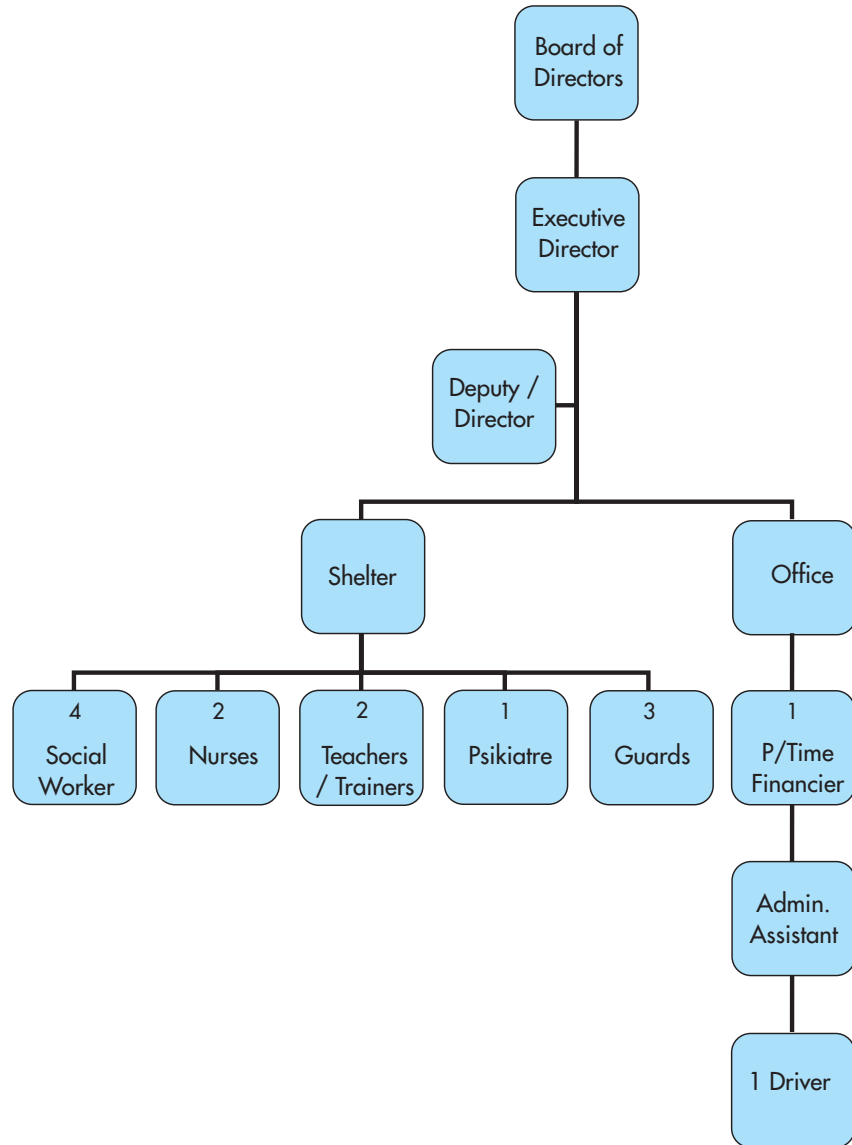 Board of
Directors
Executive
Director
Deputy /
Director
Shelter
Office
4
Social
Worker
2
Nurses
2
Teachers
/ Trainers
1
Psikiatre
3
Guards
1
P/Time
Financier
Admin.
Assistant
1 Driver